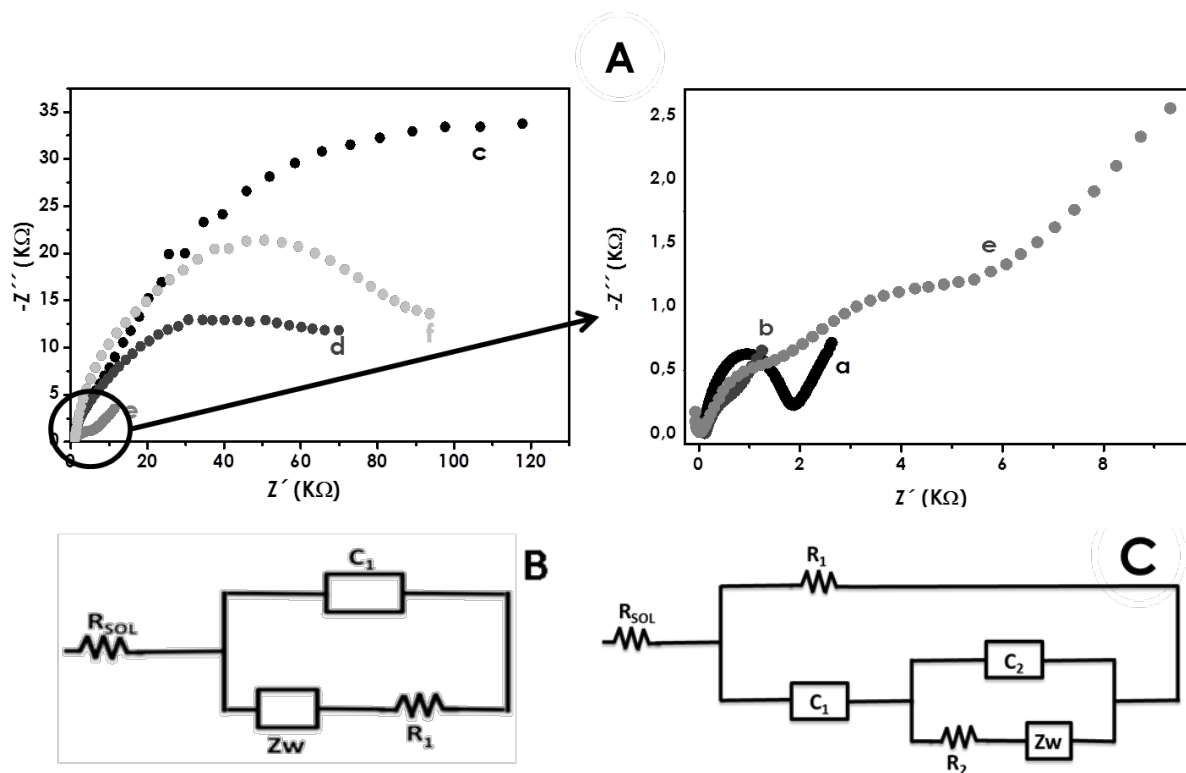 A
35
30
25
20
15
10
5
0
-Z´´ (KΩ)
c
f
d
e
0 20 40 60 80 100 120
Z´ (KΩ)
2,5
2,0
1,5
1,0
0,5
0,0
-Z´´ (KΩ)
e
b
a
0 2 4 6 8
Z´ (KΩ)
B
C₁
R_SOL
Zw
R₁
C
R₁
R_SOL
C₂
C₁
R₂
Zw